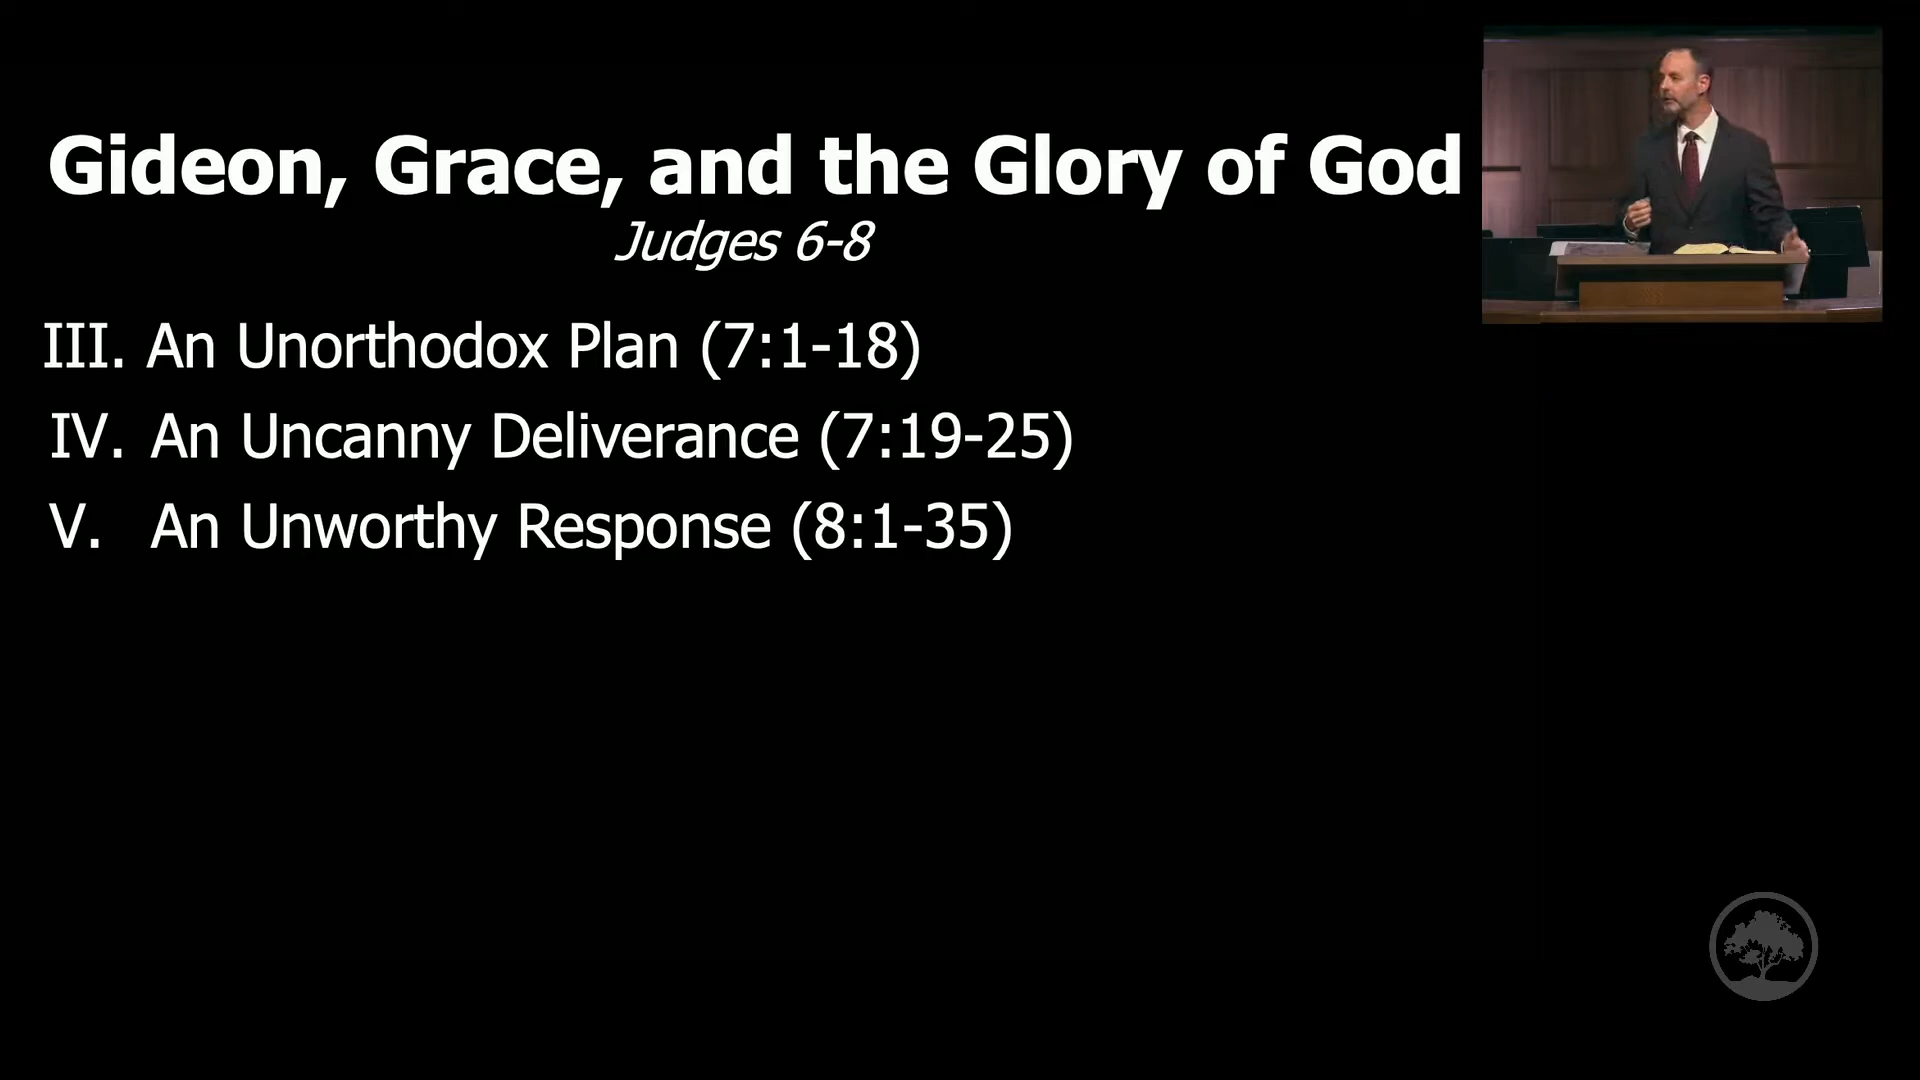 Gideon, Grace, and the Glory of God
Judges 6-8
III. An Unorthodox Plan (7:1-18)
IV. An Uncanny Deliverance (7:19-25)
V. An Unworthy Response (8:1-35)